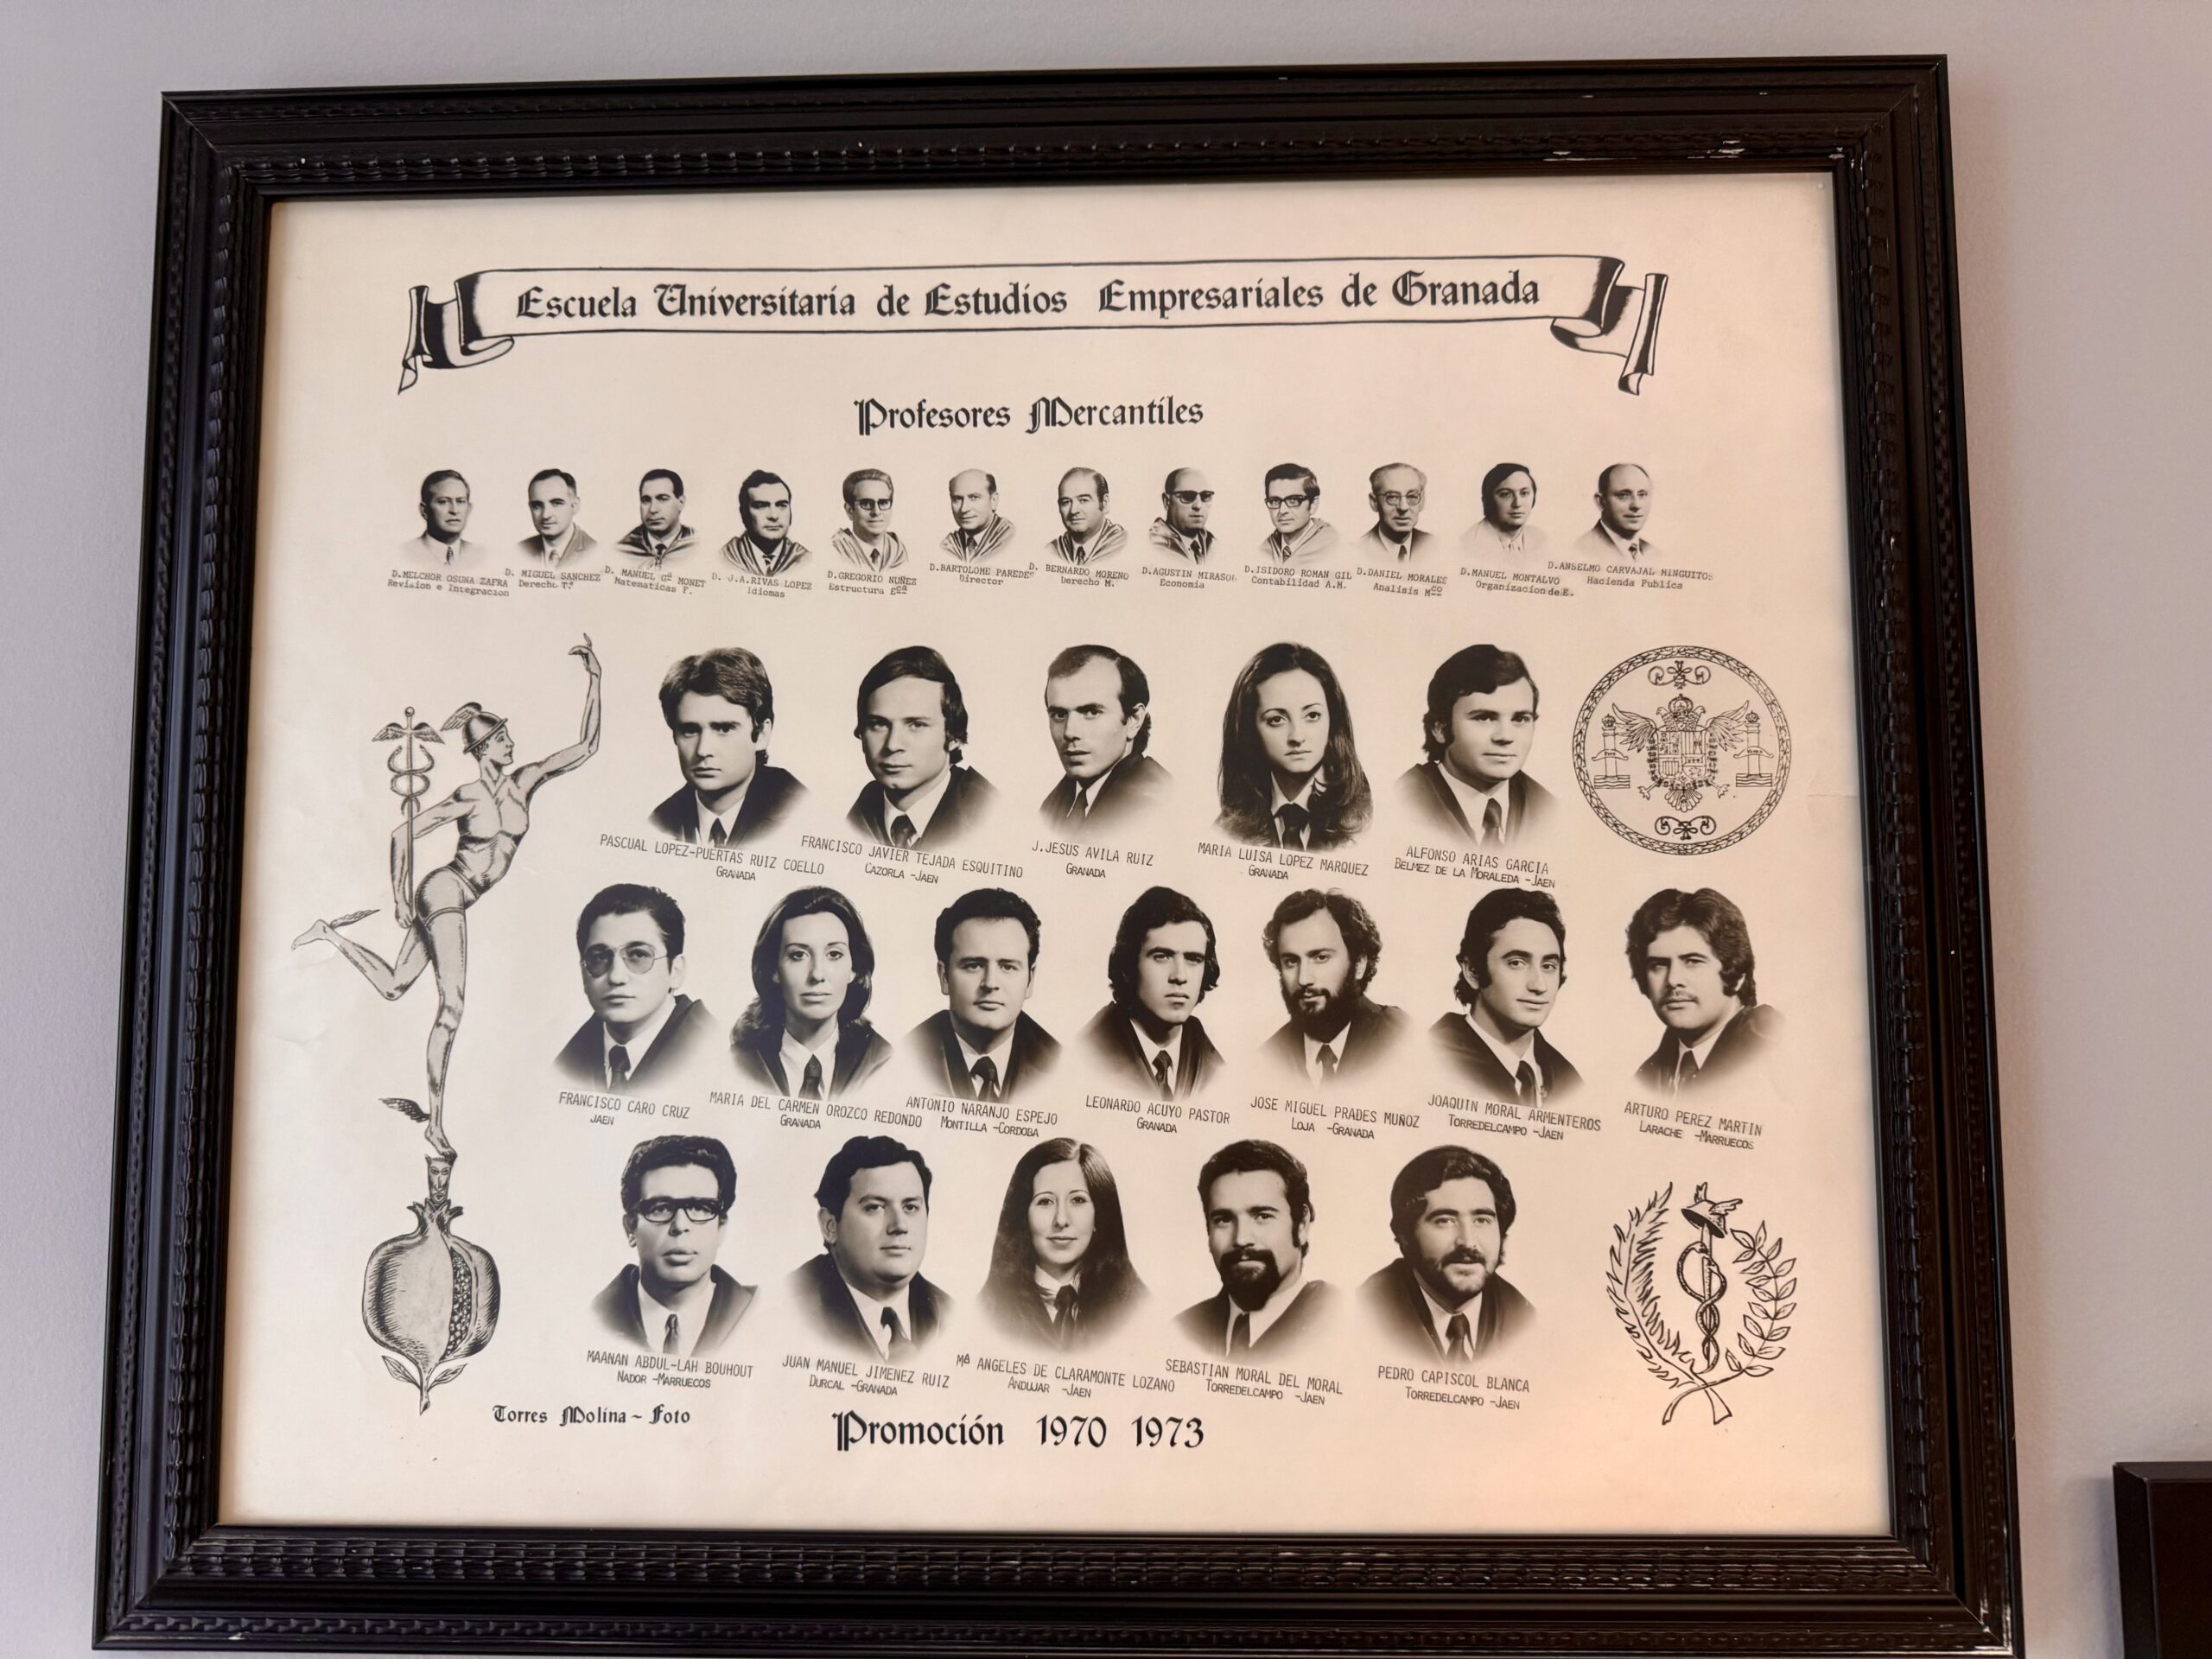 Escuela Universitaria de Estudios Empresariales de Granada
Profesores Mercantiles
D.MELCHOR OSUNA ZAFRA
Revision e Integracion
D. MIGUEL SANCHEZ
Derecho Tº
D. MANUEL Gª MONET
Matematicas F.
D. J.A.RIVAS LOPEZ
Idiomas
D.GREGORIO NUÑEZ
Estructura Eca
D.BARTOLOME PAREDES
Director
D. BERNARDO MORENO
Derecho M.
D.AGUSTIN MIRASOL
Economia
D.ISIDORO ROMAN GIL
Contabilidad A.M.
D.DANIEL MORALES
Analisis Mco
D.MANUEL MONTALVO
Organizacion de E.
D.ANSELMO CARVAJAL MINGUITOS
Hacienda Publica
PASCUAL LOPEZ-PUERTAS RUIZ COELLO
GRANADA
FRANCISCO JAVIER TEJADA ESQUITINO
CAZORLA -JAEN
J.JESUS AVILA RUIZ
GRANADA
MARIA LUISA LOPEZ MARQUEZ
GRANADA
ALFONSO ARIAS GARCIA
BELMEZ DE LA MORALEDA -JAEN
FRANCISCO CARO CRUZ
JAEN
MARIA DEL CARMEN OROZCO REDONDO
GRANADA
ANTONIO NARANJO ESPEJO
MONTILLA -CORDOBA
LEONARDO ACUYO PASTOR
GRANADA
JOSE MIGUEL PRADES MUÑOZ
LOJA -GRANADA
JOAQUIN MORAL ARMENTEROS
TORREDELCAMPO -JAEN
ARTURO PEREZ MARTIN
LARACHE -MARRUECOS
MAANAN ABDUL-LAH BOUHOUT
NADOR -MARRUECOS
JUAN MANUEL JIMENEZ RUIZ
DURCAL -GRANADA
Mª ANGELES DE CLARAMONTE LOZANO
ANDUJAR -JAEN
SEBASTIAN MORAL DEL MORAL
TORREDELCAMPO -JAEN
PEDRO CAPISCOL BLANCA
TORREDELCAMPO -JAEN
Torres Molina - Foto
Promoción 1970 1973